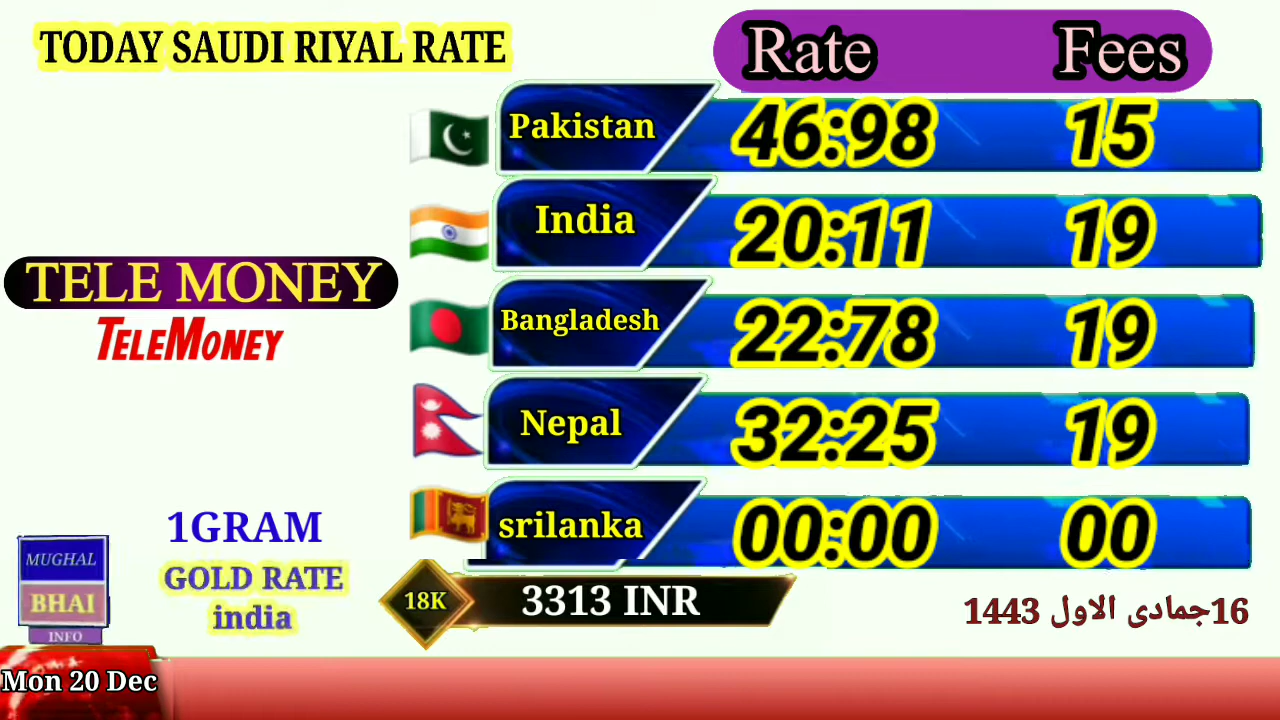 TODAY SAUDI RIYAL RATE
Rate Fees
Pakistan 46:98 15
India 20:11 19
Bangladesh 22:78 19
Nepal 32:25 19
srilanka 00:00 00
TELE MONEY
TELEMONEY
1GRAM
GOLD RATE
india
18K 3313 INR
16جمادى الاول 1443
MUGHAL
BHAI
INFO
Mon 20 Dec